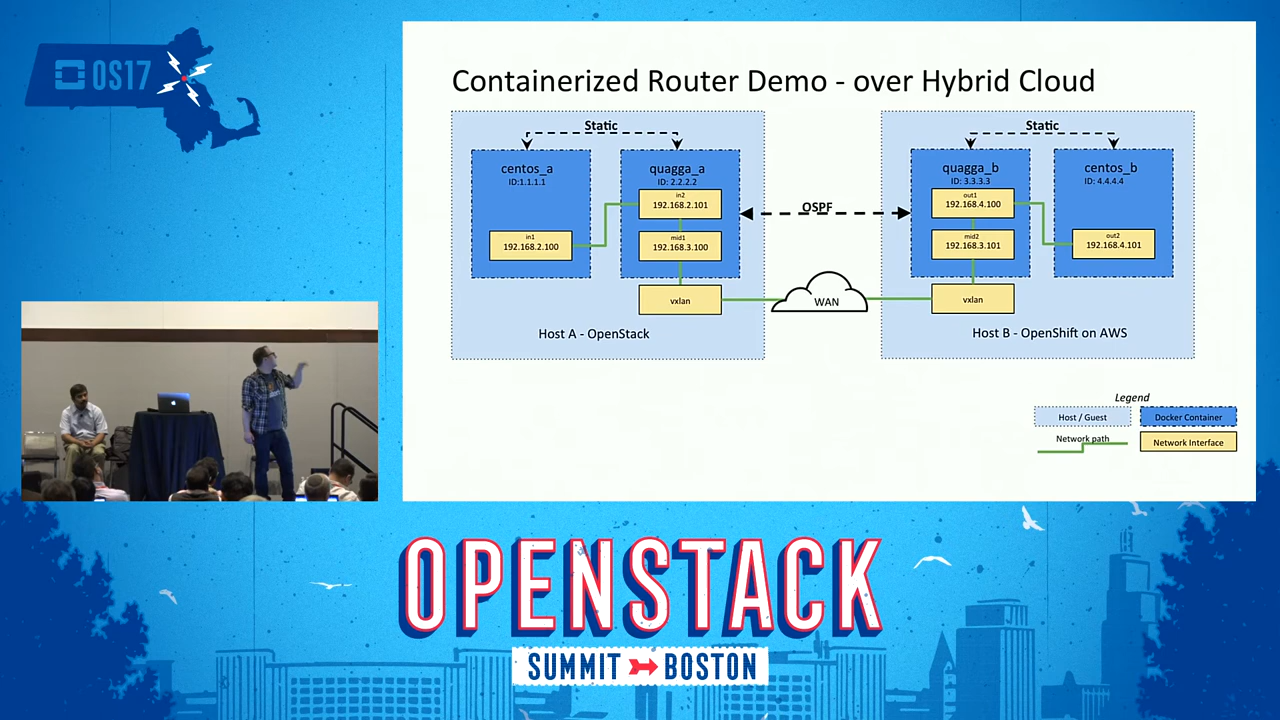 OS17
Containerized Router Demo - over Hybrid Cloud
Static
centos_a
ID:1.1.1.1
quagga_a
ID: 2.2.2.2
in2
192.168.2.101
in1
192.168.2.100
mid1
192.168.3.100
vxlan
Host A - OpenStack
OSPF
WAN
Static
quagga_b
ID: 3.3.3.3
centos_b
ID: 4.4.4.4
out1
192.168.4.100
mid2
192.168.3.101
out2
192.168.4.101
vxlan
Host B - OpenShift on AWS
Legend
Host / Guest
Docker Container
Network path
Network Interface
OPENSTACK
SUMMIT BOSTON